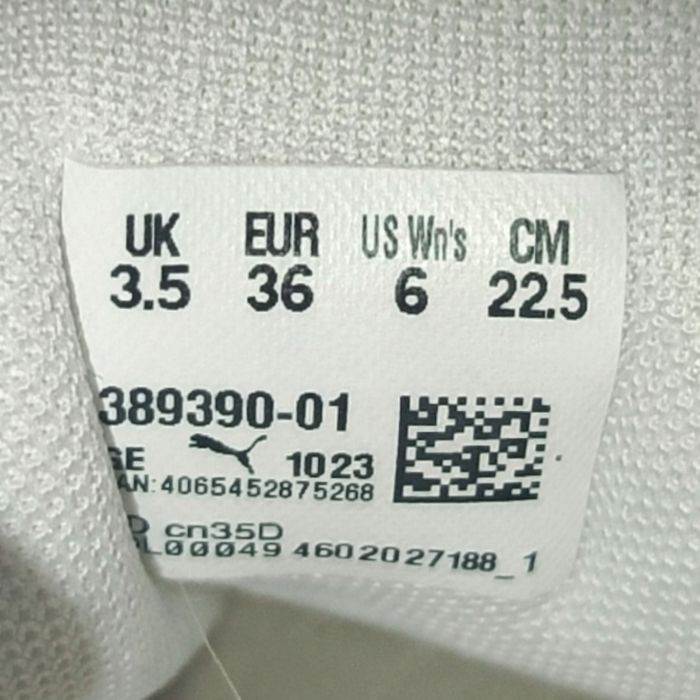 UK EUR US Wn's CM
3.5 36 6 22.5
389390-01
GE 1023
AN:4065452875268
D cn35D
PL00049 4602027188_1